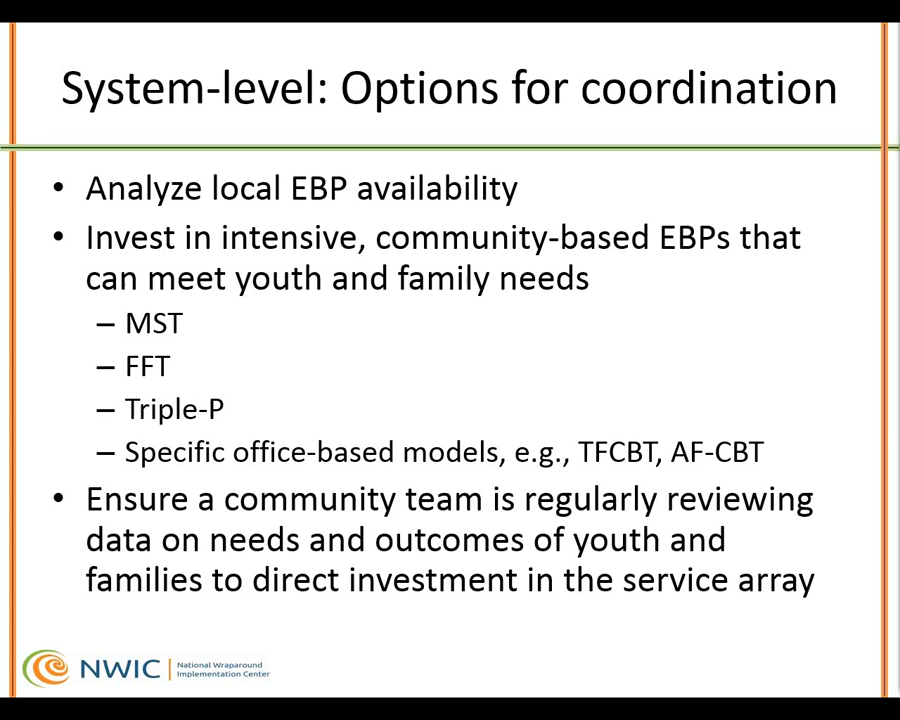 System-level: Options for coordination
• Analyze local EBP availability
• Invest in intensive, community-based EBPs that
can meet youth and family needs
– MST
– FFT
– Triple-P
– Specific office-based models, e.g., TFCBT, AF-CBT
• Ensure a community team is regularly reviewing
data on needs and outcomes of youth and
families to direct investment in the service array
NWIC
National Wraparound
Implementation Center